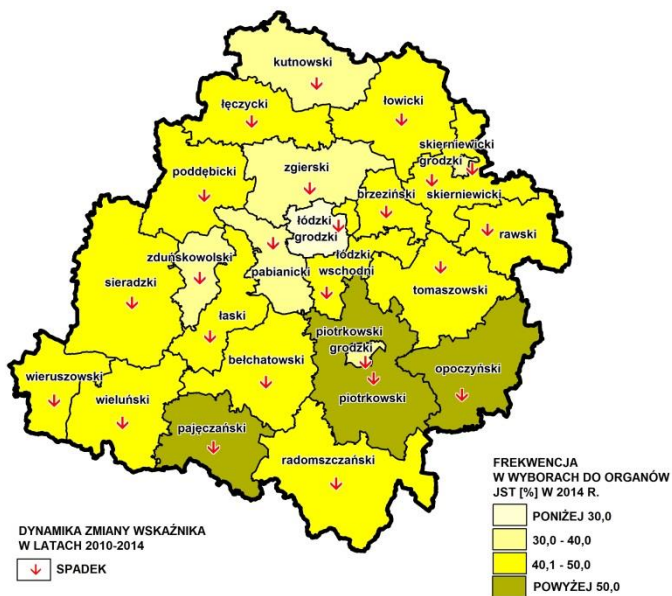 kutnowski
łęczycki
łowicki
skierniewicki
grodzki
poddębicki
zgierski
brzeziński
skierniewicki
łódzki
grodzki
rawski
zduńskowolski
pabianicki
łódzki
wschodni
sieradzki
tomaszowski
łaski
piotrkowski
grodzki
bełchatowski
opoczyński
wieruszowski
wieluński
piotrkowski
pajęczański
radomszczański
FREKWENCJA
W WYBORACH DO ORGANÓW
JST [%] W 2014 R.
PONIŻEJ 30,0
30,0 - 40,0
40,1 - 50,0
POWYŻEJ 50,0
DYNAMIKA ZMIANY WSKAŹNIKA
W LATACH 2010-2014
SPADEK